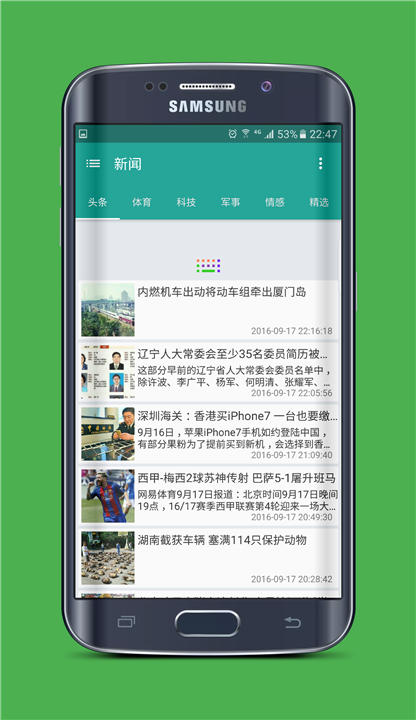 SAMSUNG
4G 53% 22:47
新闻
头条 体育 科技 军事 情感 精选
内燃机车出动将动车组牵出厦门岛
2016-09-17 22:16:18
辽宁人大常委会至少35名委员简历被...
这部分早前的辽宁省人大常委会委员名单中，
除许波、李广平、杨军、何明清、张耀军、...
2016-09-17 22:05:56
深圳海关：香港买iPhone7 一台也要缴...
9月16日，苹果iPhone7手机如约登陆中国，
有部分果粉为了提前买到新机，会选择到香...
2016-09-17 21:09:40
西甲-梅西2球苏神传射 巴萨5-1屠升班马
网易体育9月17日报道：北京时间9月17日晚间
19点，16/17赛季西甲联赛第4轮迎来一场大...
2016-09-17 20:49:30
湖南截获车辆 塞满114只保护动物
2016-09-17 20:28:42